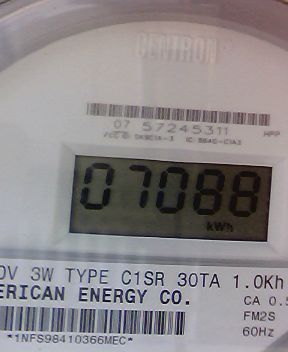 CENTRON
07 57245311
07088
kWh
0V 3W TYPE C1SR 30TA 1.0Kh
ERICAN ENERGY CO.
CA 0.5
FM2S
60Hz
*1NFS98410366MEC*